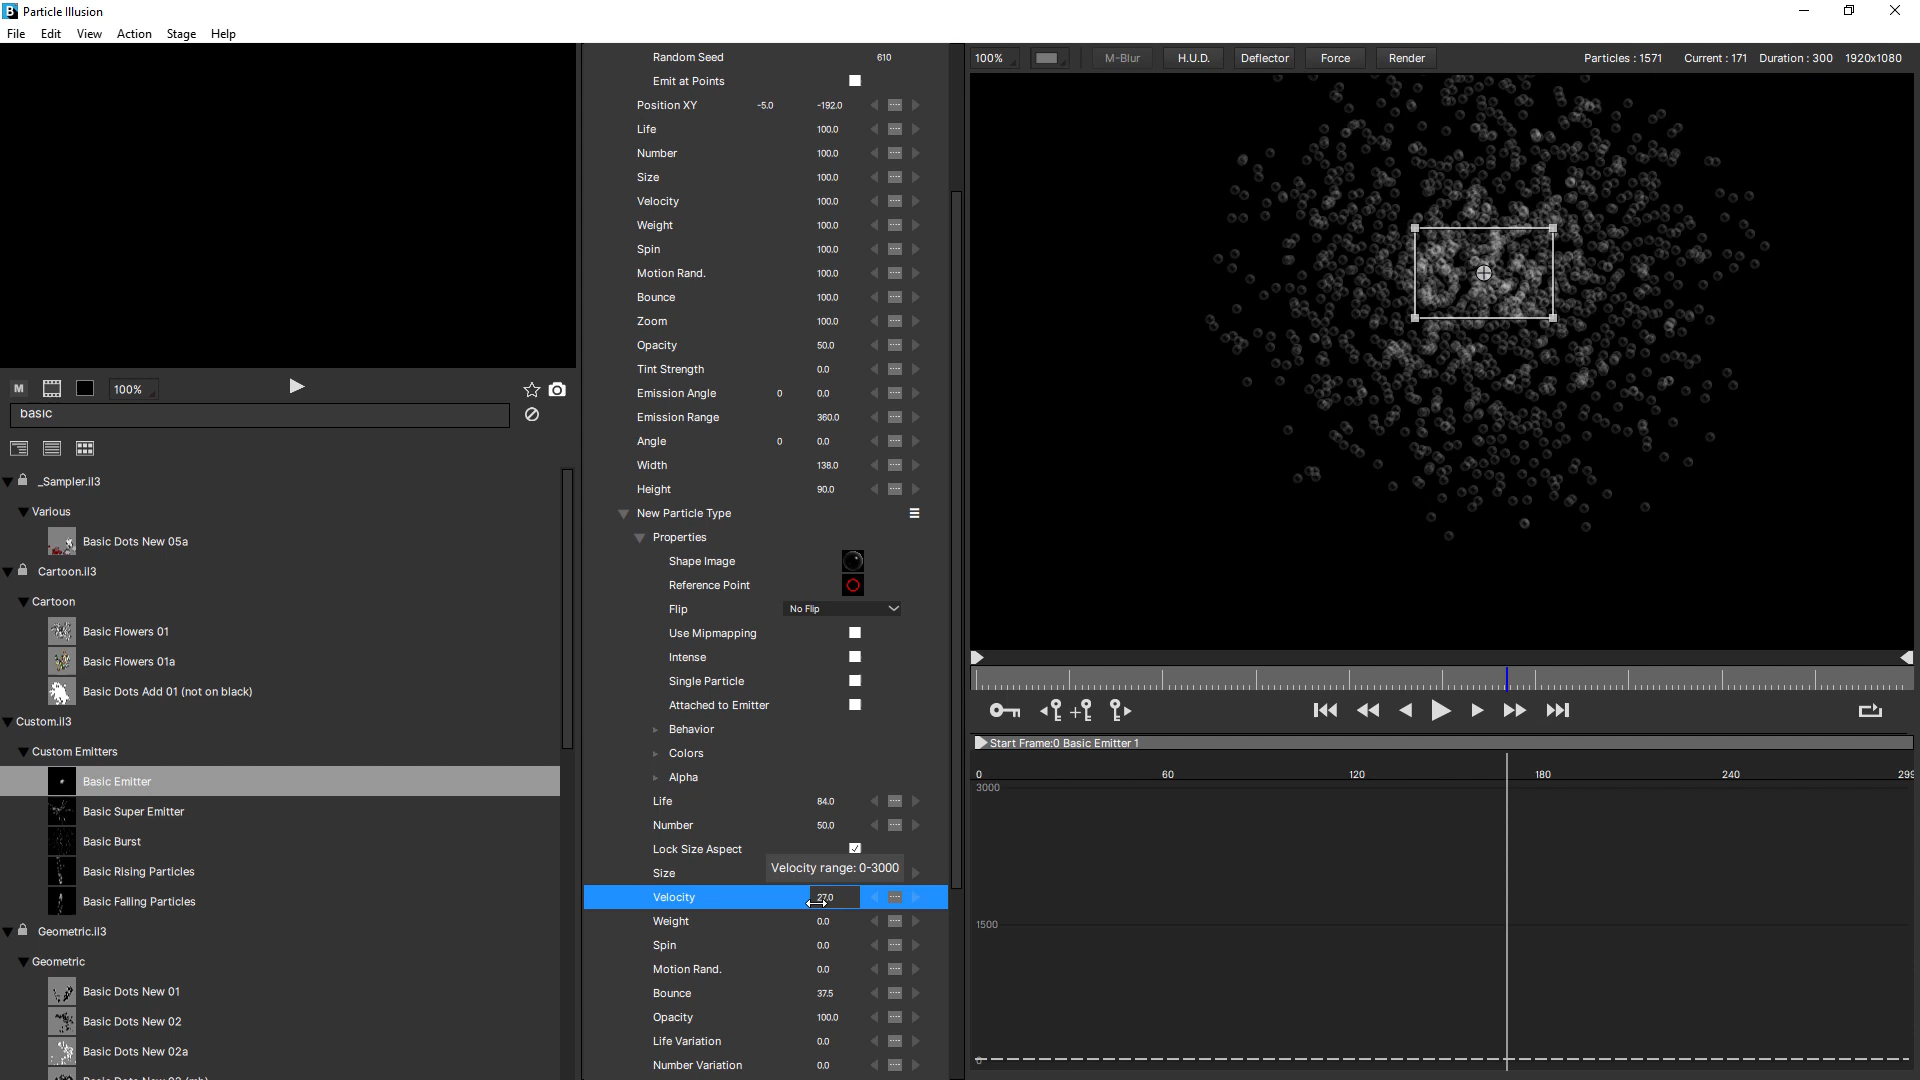 Particle Illusion
File Edit View Action Stage Help
M 100%
basic
_Sampler.il3
Various
Basic Dots New 05a
Cartoon.il3
Cartoon
Basic Flowers 01
Basic Flowers 01a
Basic Dots Add 01 (not on black)
Custom.il3
Custom Emitters
Basic Emitter
Basic Super Emitter
Basic Burst
Basic Rising Particles
Basic Falling Particles
Geometric.il3
Geometric
Basic Dots New 01
Basic Dots New 02
Basic Dots New 02a
Random Seed 610
Emit at Points
Position XY -5.0 -192.0
Life 100.0
Number 100.0
Size 100.0
Velocity 100.0
Weight 100.0
Spin 100.0
Motion Rand. 100.0
Bounce 100.0
Zoom 100.0
Opacity 50.0
Tint Strength 0.0
Emission Angle 0 0.0
Emission Range 360.0
Angle 0 0.0
Width 138.0
Height 90.0
New Particle Type
Properties
Shape Image
Reference Point
Flip No Flip
Use Mipmapping
Intense
Single Particle
Attached to Emitter
Behavior
Colors
Alpha
Life 84.0
Number 50.0
Lock Size Aspect
Velocity range: 0-3000
Size
Velocity 27.0
Weight 0.0
Spin 0.0
Motion Rand. 0.0
Bounce 37.5
Opacity 100.0
Life Variation 0.0
Number Variation 0.0
100% M-Blur H.U.D. Deflector Force Render Particles : 1571 Current : 171 Duration : 300 1920x1080
Start Frame:0 Basic Emitter 1
0 60 120 180 240 299
3000
1500
0